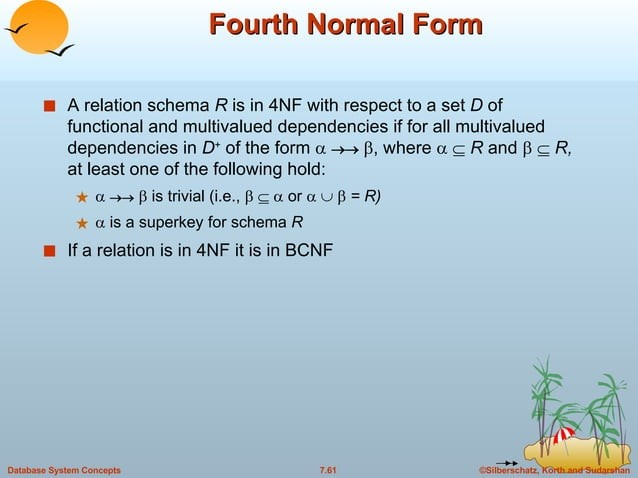 Fourth Normal Form
■ A relation schema R is in 4NF with respect to a set D of
functional and multivalued dependencies if for all multivalued
dependencies in D⁺ of the form α →→ β, where α ⊆ R and β ⊆ R,
at least one of the following hold:
★ α →→ β is trivial (i.e., β ⊆ α or α ∪ β = R)
★ α is a superkey for schema R
■ If a relation is in 4NF it is in BCNF
→→
Database System Concepts
7.61
©Silberschatz, Korth and Sudarshan